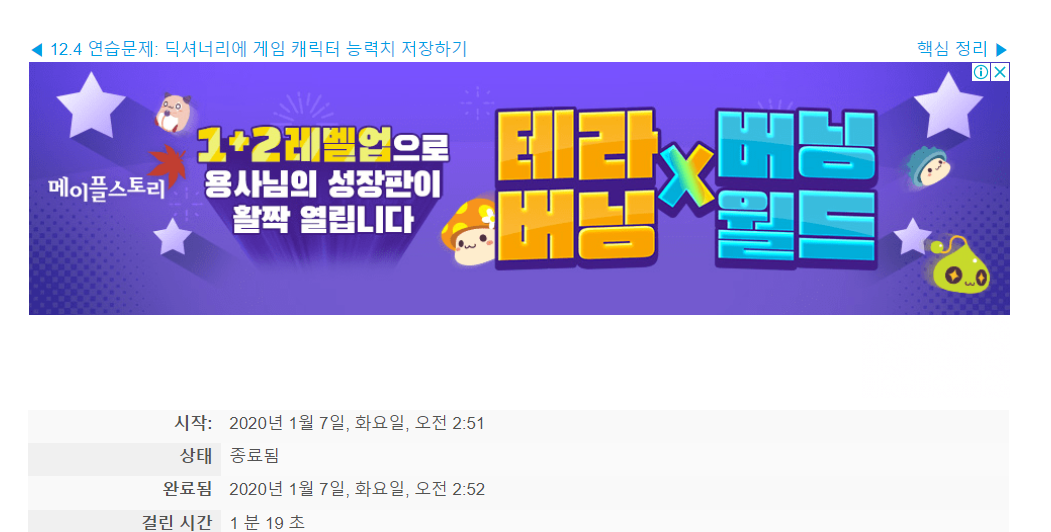 ◀ 12.4 연습문제: 딕셔너리에 게임 캐릭터 능력치 저장하기
핵심 정리 ▶
메이플스토리
1+2레벨업으로
용사님의 성장판이
활짝 열립니다
테라
버닝
X
버닝
월드
시작: 2020년 1월 7일, 화요일, 오전 2:51
상태 종료됨
완료됨 2020년 1월 7일, 화요일, 오전 2:52
걸린 시간 1 분 19 초